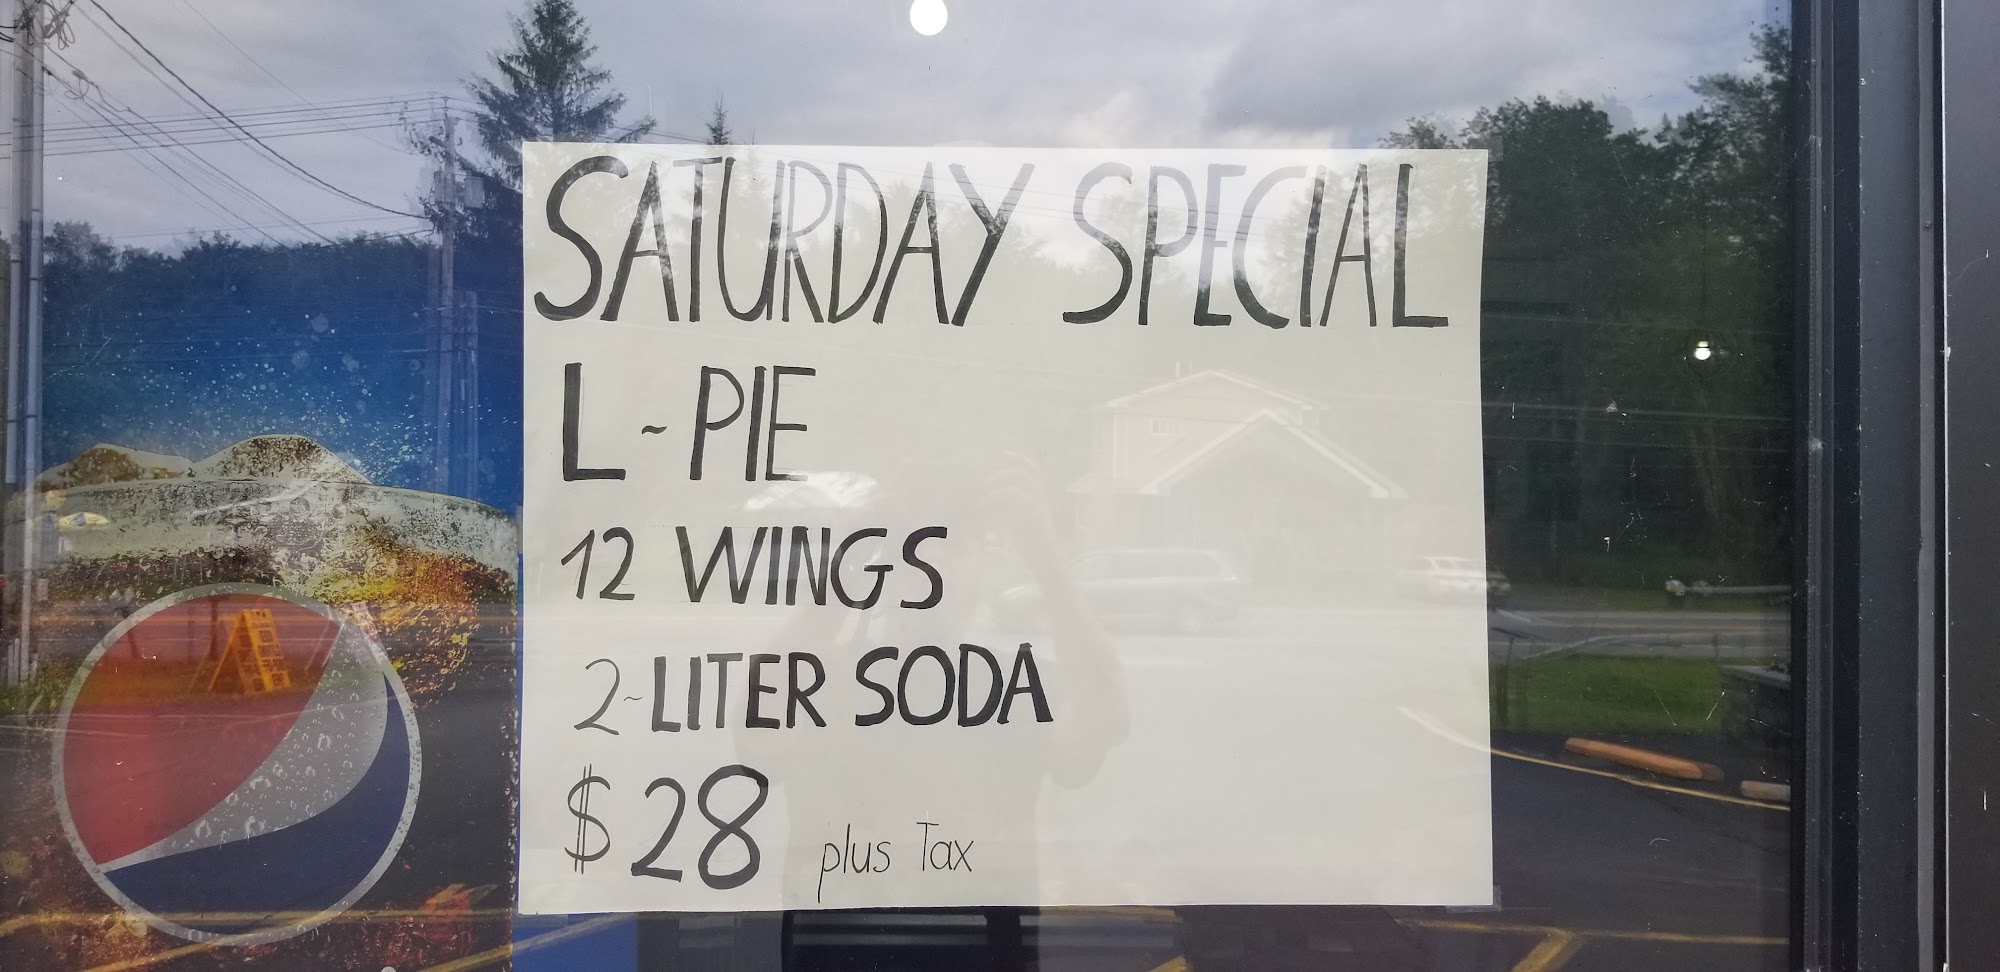 SATURDAY SPECIAL
L-PIE
12 WINGS
2-LITER SODA
$28 plus Tax